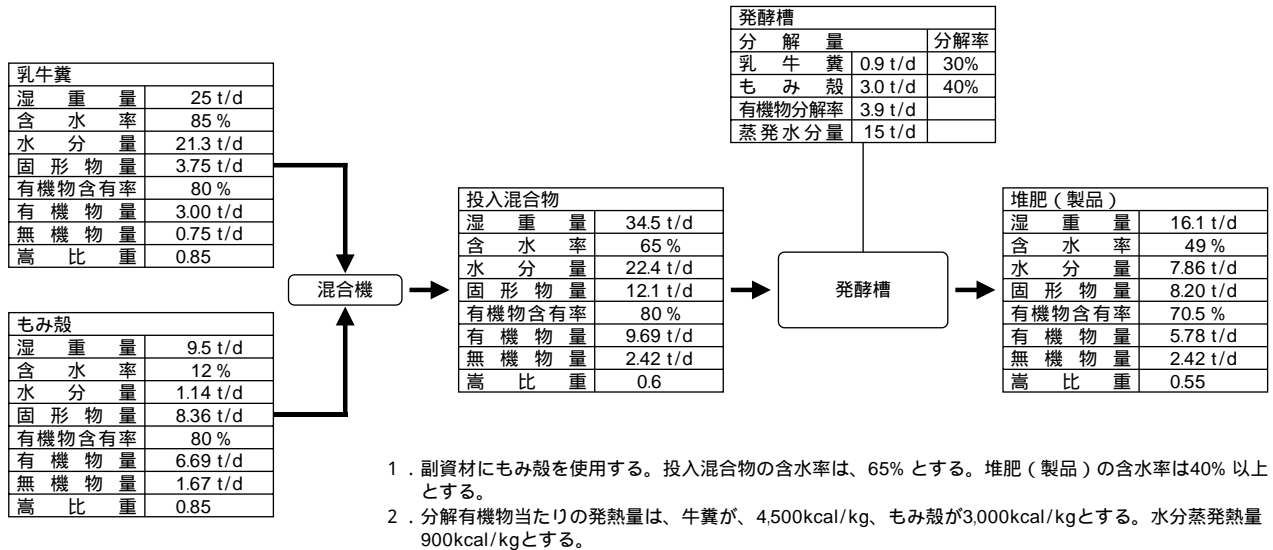 乳牛糞
湿重量 25 t/d
含水率 85 %
水分量 21.3 t/d
固形物量 3.75 t/d
有機物含有率 80 %
有機物量 3.00 t/d
無機物量 0.75 t/d
嵩比重 0.85
もみ殻
湿重量 9.5 t/d
含水率 12 %
水分量 1.14 t/d
固形物量 8.36 t/d
有機物含有率 80 %
有機物量 6.69 t/d
無機物量 1.67 t/d
嵩比重 0.85
混合機
投入混合物
湿重量 34.5 t/d
含水率 65 %
水分量 22.4 t/d
固形物量 12.1 t/d
有機物含有率 80 %
有機物量 9.69 t/d
無機物量 2.42 t/d
嵩比重 0.6
発酵槽
分解量 分解率
乳牛糞 0.9 t/d 30%
もみ殻 3.0 t/d 40%
有機物分解率 3.9 t/d
蒸発水分量 15 t/d
発酵槽
堆肥(製品)
湿重量 16.1 t/d
含水率 49 %
水分量 7.86 t/d
固形物量 8.20 t/d
有機物含有率 70.5 %
有機物量 5.78 t/d
無機物量 2.42 t/d
嵩比重 0.55
1．副資材にもみ殻を使用する。投入混合物の含水率は、65% とする。堆肥(製品)の含水率は40% 以上
とする。
2．分解有機物当たりの発熱量は、牛糞が、4,500kcal/kg、もみ殻が3,000kcal/kgとする。水分蒸発熱量
900kcal/kgとする。